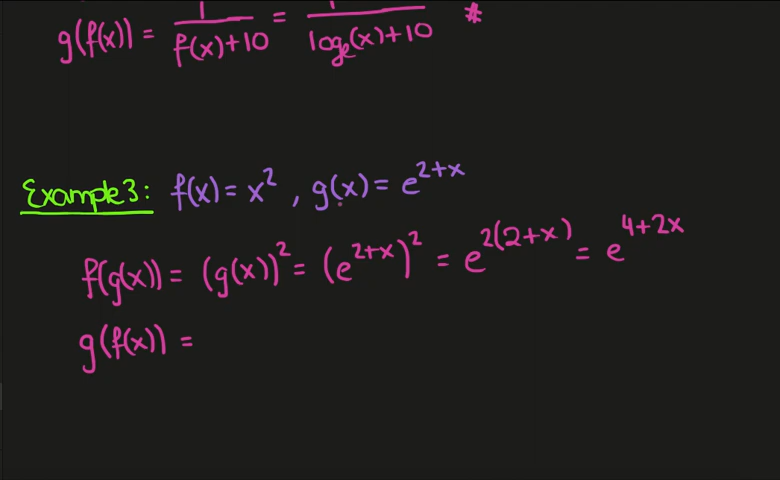 g(f(x)) = 1/(f(x)+10) = 1/(logₑ(x)+10) *
Example 3: f(x) = x² , g(x) = e^(2+x)
f(g(x)) = (g(x))² = (e^(2+x))² = e^(2(2+x)) = e^(4+2x)
g(f(x)) =